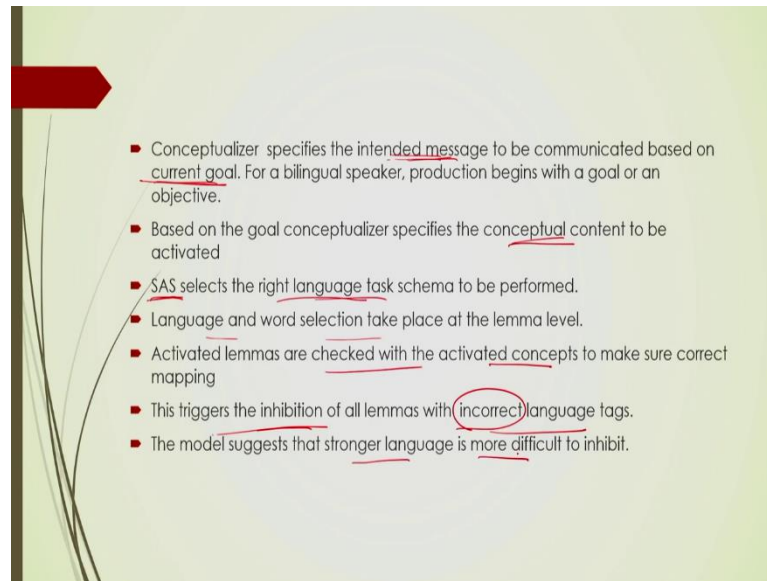 Conceptualizer specifies the intended message to be communicated based on
current goal. For a bilingual speaker, production begins with a goal or an
objective.
Based on the goal conceptualizer specifies the conceptual content to be
activated
SAS selects the right language task schema to be performed.
Language and word selection take place at the lemma level.
Activated lemmas are checked with the activated concepts to make sure correct
mapping
This triggers the inhibition of all lemmas with incorrect language tags.
The model suggests that stronger language is more difficult to inhibit.